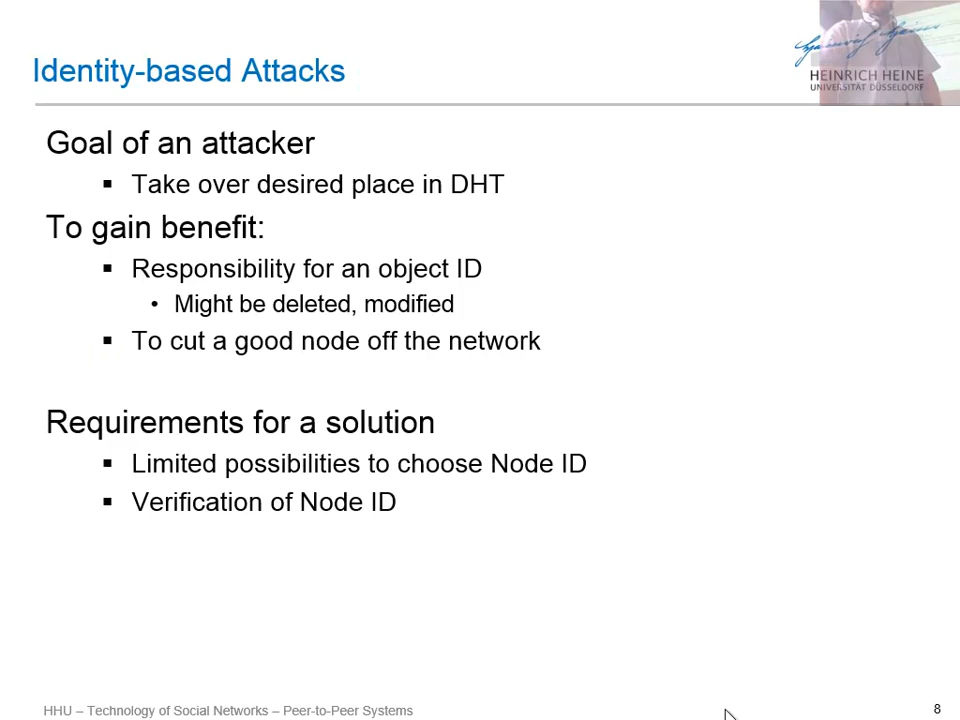 Heinrich Heine
HEINRICH HEINE
UNIVERSITÄT DÜSSELDORF
Identity-based Attacks
Goal of an attacker
▪ Take over desired place in DHT
To gain benefit:
▪ Responsibility for an object ID
• Might be deleted, modified
▪ To cut a good node off the network
Requirements for a solution
▪ Limited possibilities to choose Node ID
▪ Verification of Node ID
HHU – Technology of Social Networks – Peer-to-Peer Systems
8